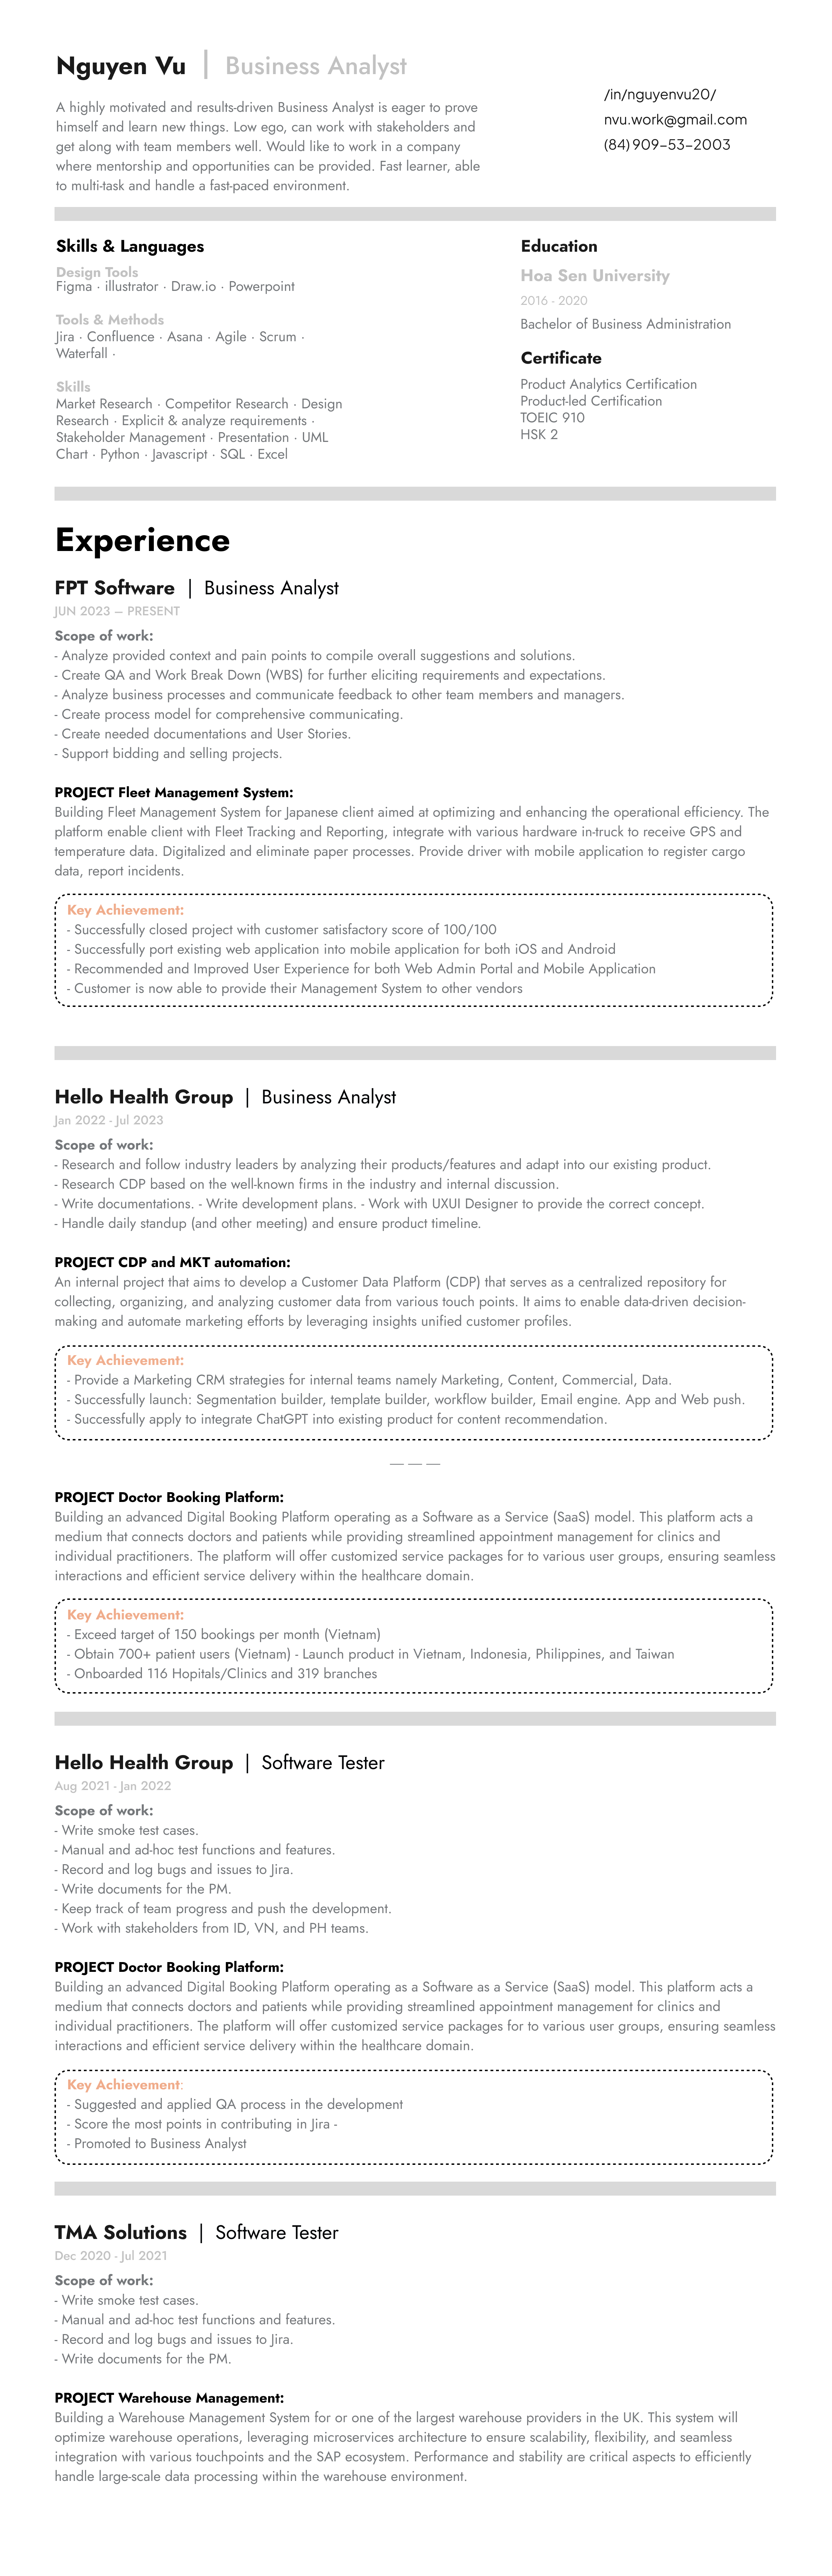 Nguyen Vu | Business Analyst
A highly motivated and results-driven Business Analyst is eager to prove
himself and learn new things. Low ego, can work with stakeholders and
get along with team members well. Would like to work in a company
where mentorship and opportunities can be provided. Fast learner, able
to multi-task and handle a fast-paced environment.
/in/nguyenvu20/
nvu.work@gmail.com
(84) 909-53-2003
Skills & Languages
Design Tools
Figma · illustrator · Draw.io · Powerpoint
Tools & Methods
Jira · Confluence · Asana · Agile · Scrum ·
Waterfall ·
Skills
Market Research · Competitor Research · Design
Research · Explicit & analyze requirements ·
Stakeholder Management · Presentation · UML
Chart · Python · Javascript · SQL · Excel
Education
Hoa Sen University
2016 - 2020
Bachelor of Business Administration
Certificate
Product Analytics Certification
Product-led Certification
TOEIC 910
HSK 2
Experience
FPT Software | Business Analyst
JUN 2023 – PRESENT
Scope of work:
- Analyze provided context and pain points to compile overall suggestions and solutions.
- Create QA and Work Break Down (WBS) for further eliciting requirements and expectations.
- Analyze business processes and communicate feedback to other team members and managers.
- Create process model for comprehensive communicating.
- Create needed documentations and User Stories.
- Support bidding and selling projects.
PROJECT Fleet Management System:
Building Fleet Management System for Japanese client aimed at optimizing and enhancing the operational efficiency. The
platform enable client with Fleet Tracking and Reporting, integrate with various hardware in-truck to receive GPS and
temperature data. Digitalized and eliminate paper processes. Provide driver with mobile application to register cargo
data, report incidents.
Key Achievement:
- Successfully closed project with customer satisfactory score of 100/100
- Successfully port existing web application into mobile application for both iOS and Android
- Recommended and Improved User Experience for both Web Admin Portal and Mobile Application
- Customer is now able to provide their Management System to other vendors
Hello Health Group | Business Analyst
Jan 2022 - Jul 2023
Scope of work:
- Research and follow industry leaders by analyzing their products/features and adapt into our existing product.
- Research CDP based on the well-known firms in the industry and internal discussion.
- Write documentations. - Write development plans. - Work with UXUI Designer to provide the correct concept.
- Handle daily standup (and other meeting) and ensure product timeline.
PROJECT CDP and MKT automation:
An internal project that aims to develop a Customer Data Platform (CDP) that serves as a centralized repository for
collecting, organizing, and analyzing customer data from various touch points. It aims to enable data-driven decision-
making and automate marketing efforts by leveraging insights unified customer profiles.
Key Achievement:
- Provide a Marketing CRM strategies for internal teams namely Marketing, Content, Commercial, Data.
- Successfully launch: Segmentation builder, template builder, workflow builder, Email engine. App and Web push.
- Successfully apply to integrate ChatGPT into existing product for content recommendation.
— — —
PROJECT Doctor Booking Platform:
Building an advanced Digital Booking Platform operating as a Software as a Service (SaaS) model. This platform acts a
medium that connects doctors and patients while providing streamlined appointment management for clinics and
individual practitioners. The platform will offer customized service packages for to various user groups, ensuring seamless
interactions and efficient service delivery within the healthcare domain.
Key Achievement:
- Exceed target of 150 bookings per month (Vietnam)
- Obtain 700+ patient users (Vietnam) - Launch product in Vietnam, Indonesia, Philippines, and Taiwan
- Onboarded 116 Hopitals/Clinics and 319 branches
Hello Health Group | Software Tester
Aug 2021 - Jan 2022
Scope of work:
- Write smoke test cases.
- Manual and ad-hoc test functions and features.
- Record and log bugs and issues to Jira.
- Write documents for the PM.
- Keep track of team progress and push the development.
- Work with stakeholders from ID, VN, and PH teams.
PROJECT Doctor Booking Platform:
Building an advanced Digital Booking Platform operating as a Software as a Service (SaaS) model. This platform acts a
medium that connects doctors and patients while providing streamlined appointment management for clinics and
individual practitioners. The platform will offer customized service packages for to various user groups, ensuring seamless
interactions and efficient service delivery within the healthcare domain.
Key Achievement:
- Suggested and applied QA process in the development
- Score the most points in contributing in Jira -
- Promoted to Business Analyst
TMA Solutions | Software Tester
Dec 2020 - Jul 2021
Scope of work:
- Write smoke test cases.
- Manual and ad-hoc test functions and features.
- Record and log bugs and issues to Jira.
- Write documents for the PM.
PROJECT Warehouse Management:
Building a Warehouse Management System for or one of the largest warehouse providers in the UK. This system will
optimize warehouse operations, leveraging microservices architecture to ensure scalability, flexibility, and seamless
integration with various touchpoints and the SAP ecosystem. Performance and stability are critical aspects to efficiently
handle large-scale data processing within the warehouse environment.